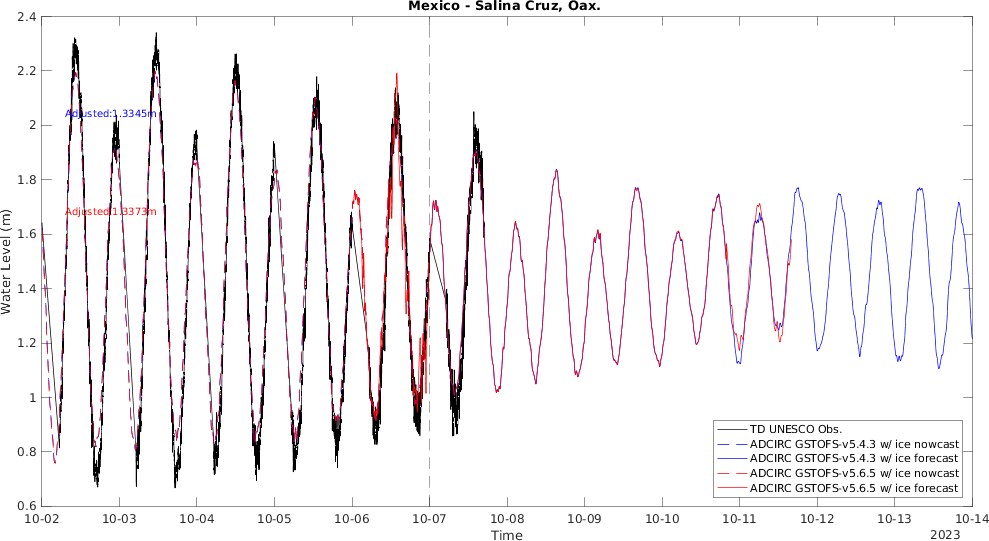 Mexico - Salina Cruz, Oax.
2.4
2.2
2
1.8
1.6
1.4
1.2
1
0.8
0.6
Water Level (m)
Adjusted:1.3345m
Adjusted:1.3373m
TD UNESCO Obs.
ADCIRC GSTOFS-v5.4.3 w/ ice nowcast
ADCIRC GSTOFS-v5.4.3 w/ ice forecast
ADCIRC GSTOFS-v5.6.5 w/ ice nowcast
ADCIRC GSTOFS-v5.6.5 w/ ice forecast
10-02 10-03 10-04 10-05 10-06 10-07 10-08 10-09 10-10 10-11 10-12 10-13 10-14
Time
2023